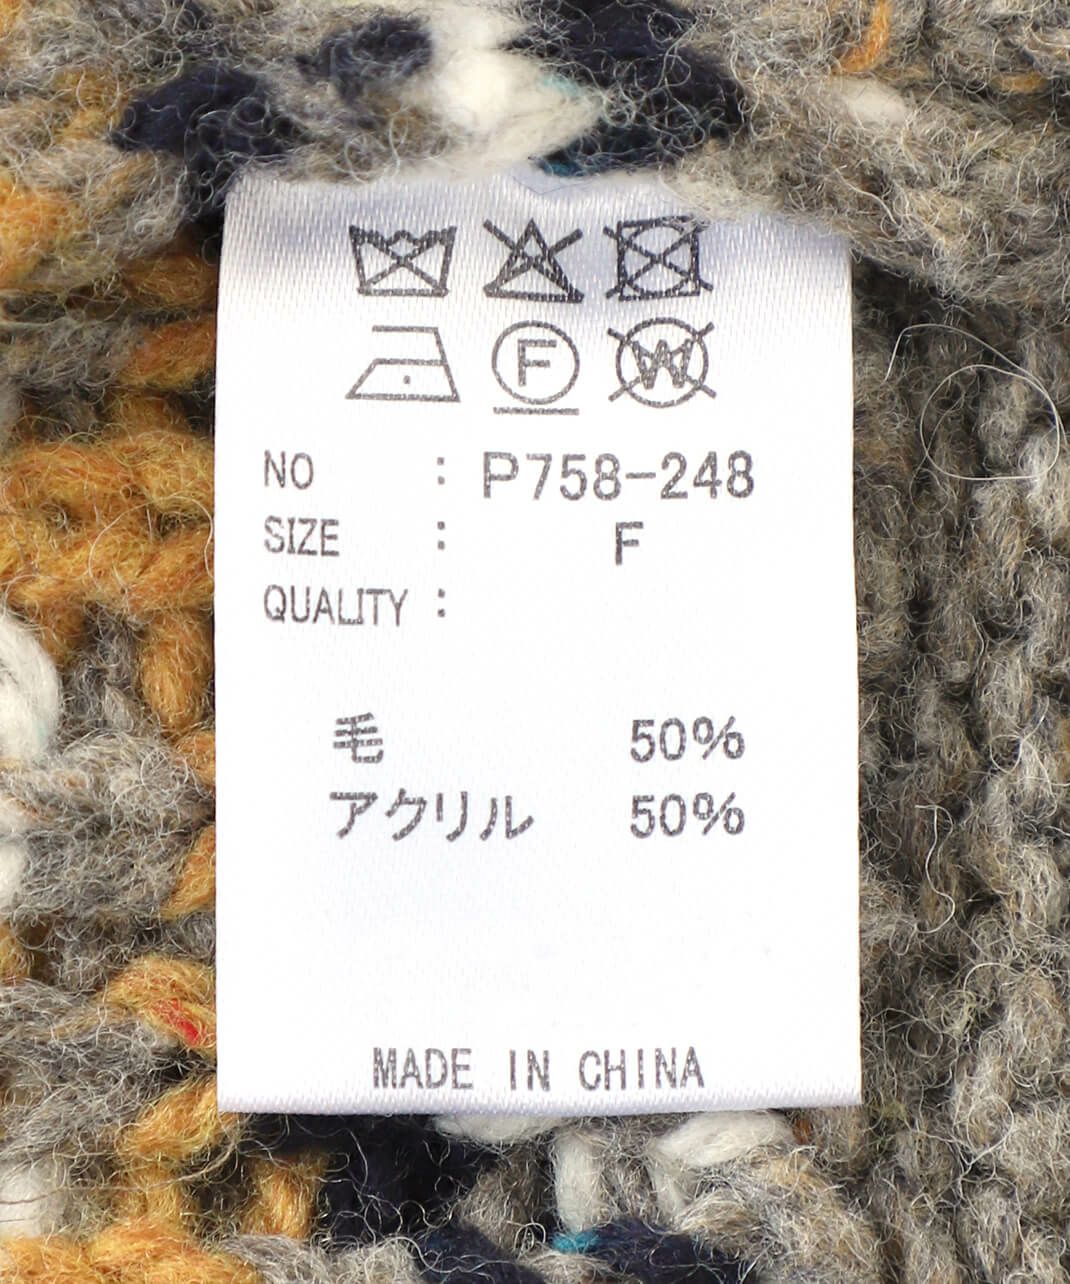 F W
NO : P758-248
SIZE : F
QUALITY :
毛 50%
アクリル 50%
MADE IN CHINA